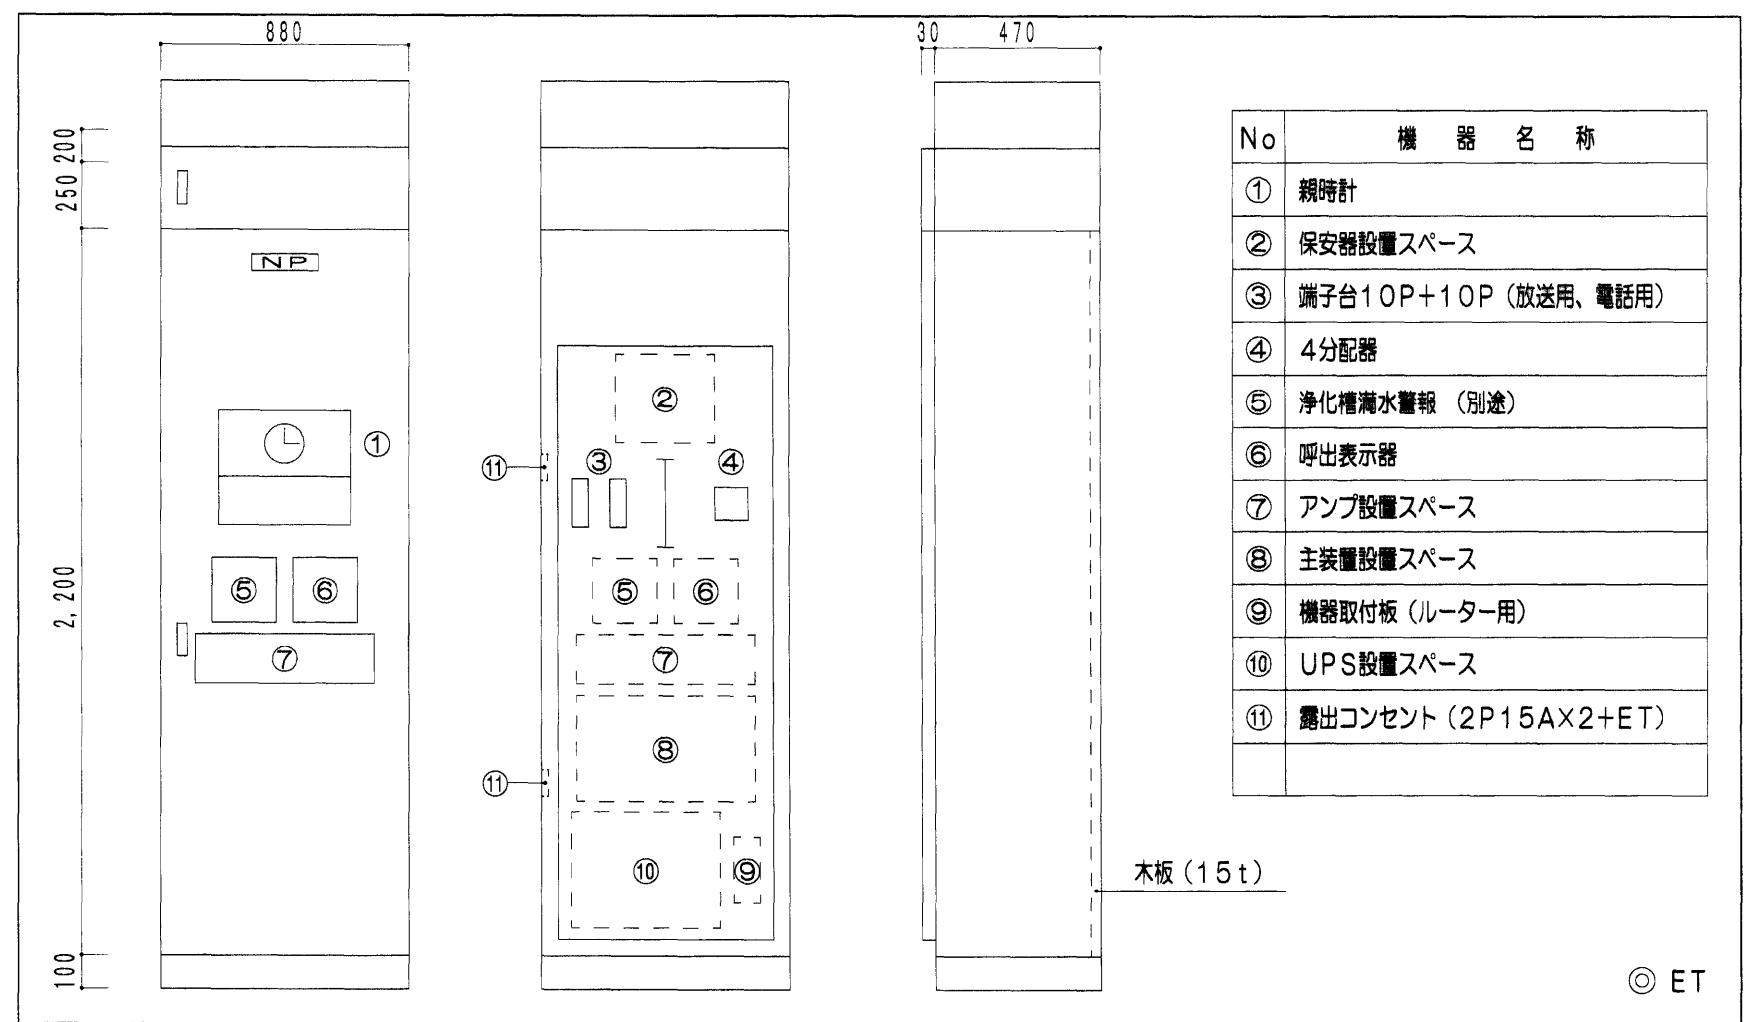 880
30 470
200
250
2,200
100
NP
① 
⑤ ⑥
⑦
②
⑪ ③ ④
⑤ ⑥
⑦
⑧
⑪
⑩ ⑨
木板(15t)
No 機器名称
① 親時計
② 保安器設置スペース
③ 端子台10P+10P(放送用、電話用)
④ 4分配器
⑤ 浄化槽満水警報 (別途)
⑥ 呼出表示器
⑦ アンプ設置スペース
⑧ 主装置設置スペース
⑨ 機器取付板(ルーター用)
⑩ UPS設置スペース
⑪ 露出コンセント(2P15A×2+ET)
◎ ET